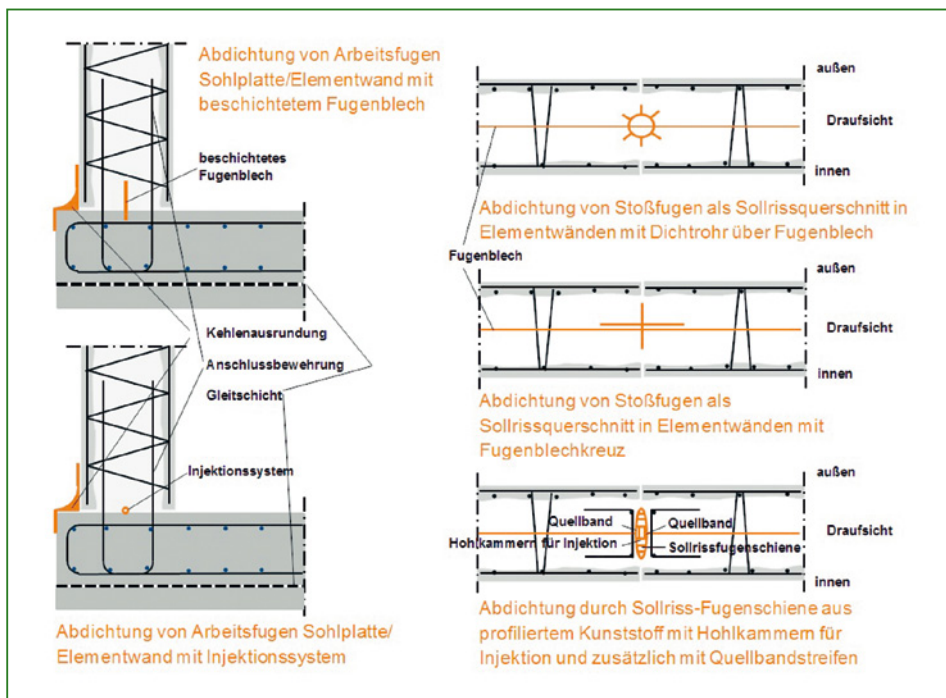 Abdichtung von Arbeitsfugen
Sohlplatte/Elementwand mit
beschichtetem Fugenblech
beschichtetes
Fugenblech
Kehlenausrundung
Anschlussbewehrung
Gleitschicht
Injektionssystem
Abdichtung von Arbeitsfugen Sohlplatte/
Elementwand mit Injektionssystem
außen
Draufsicht
innen
Abdichtung von Stoßfugen als Sollrissquerschnitt in
Elementwänden mit Dichtrohr über Fugenblech
Fugenblech
außen
Draufsicht
innen
Abdichtung von Stoßfugen als
Sollrissquerschnitt in Elementwänden mit
Fugenblechkreuz
außen
Quellband
Quellband
Draufsicht
Hohlkammern für Injektion
Sollrissfugenschiene
innen
Abdichtung durch Sollriss-Fugenschiene aus
profiliertem Kunststoff mit Hohlkammern für
Injektion und zusätzlich mit Quellbandstreifen